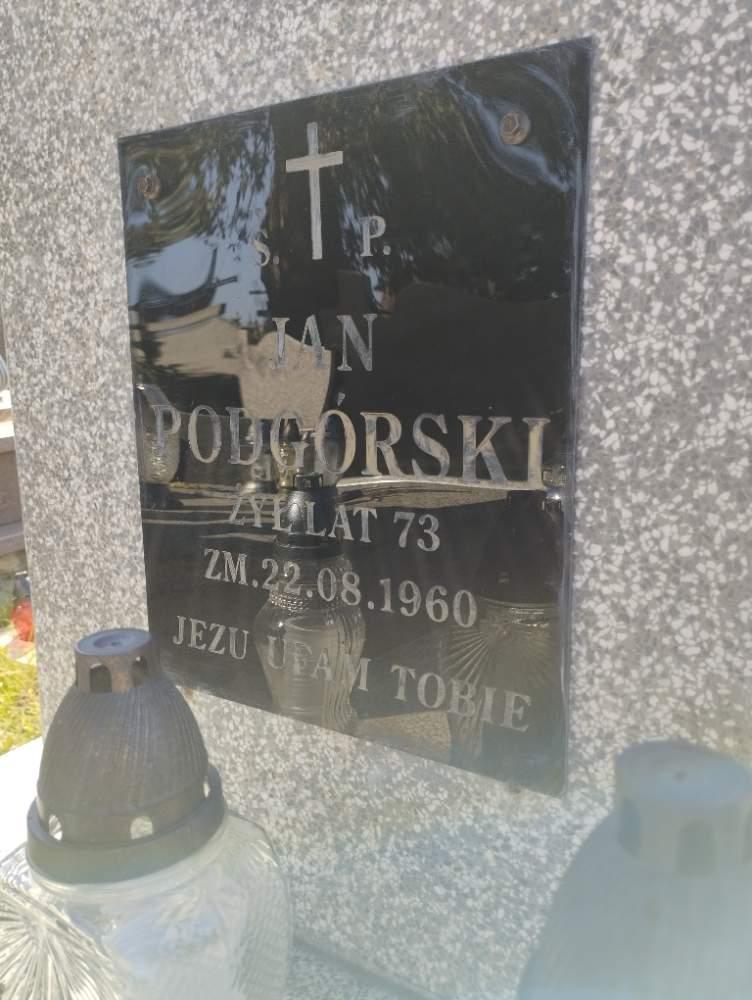 Ś. P.
JAN
PODGÓRSKI
ŻYŁ LAT 73
ZM. 22.08.1960
JEZU UFAM TOBIE